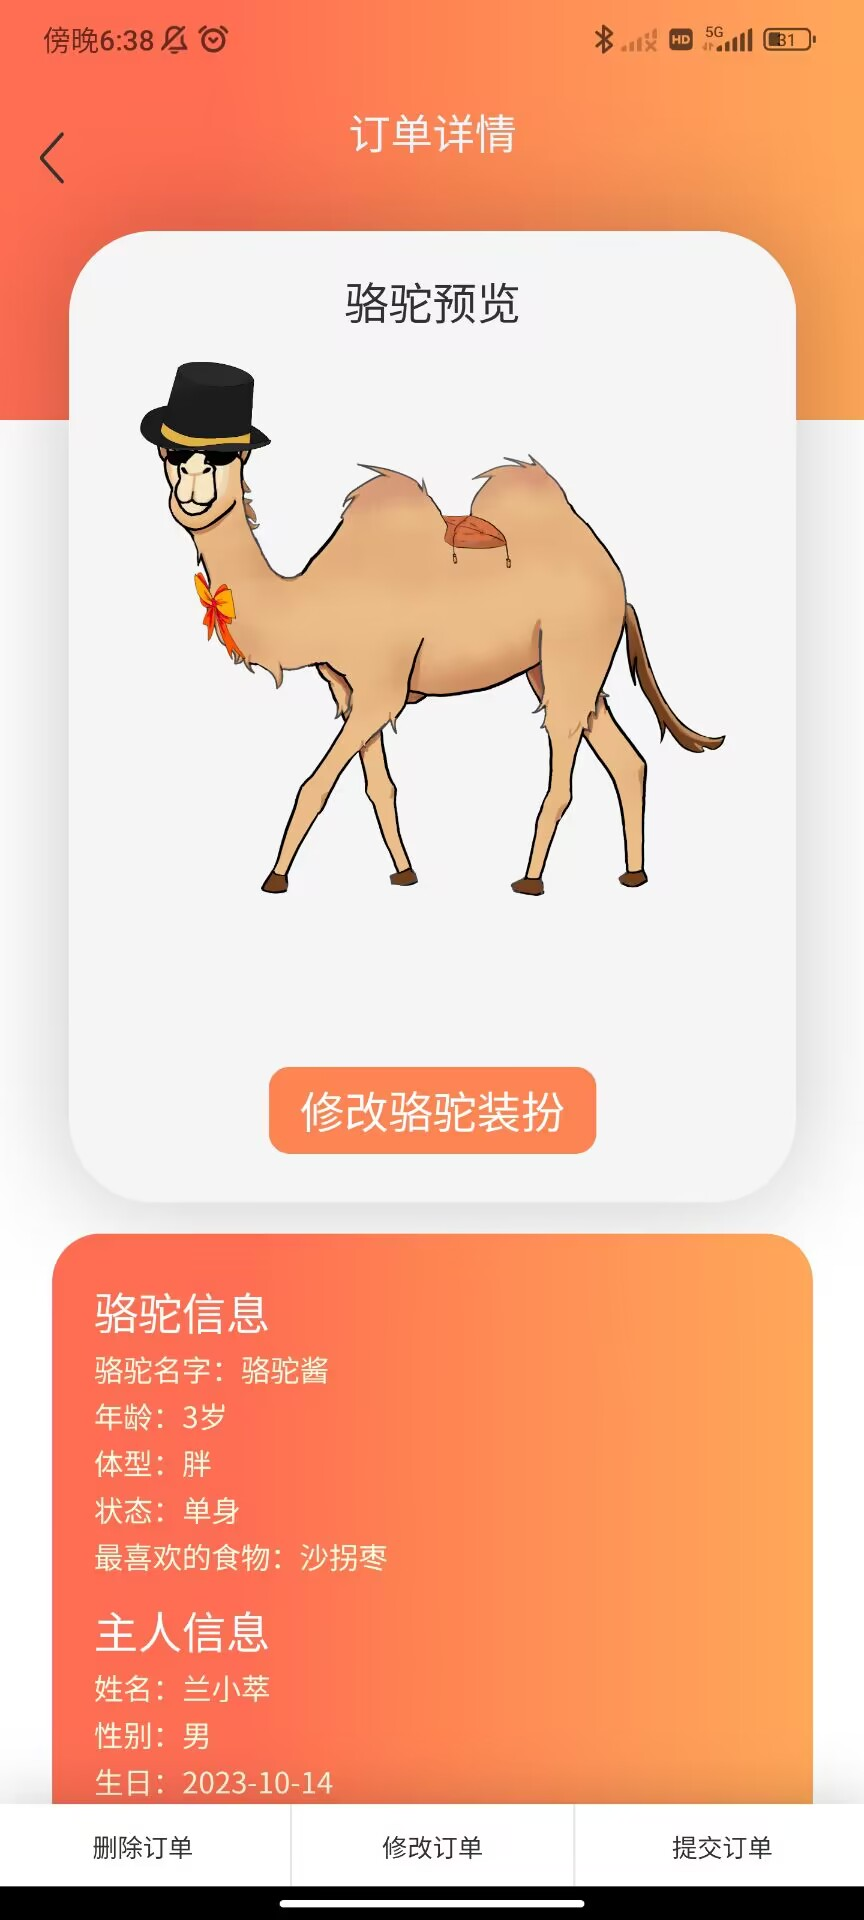 傍晚6:38 HD 5G 31
订单详情
骆驼预览
修改骆驼装扮
骆驼信息
骆驼名字：骆驼酱
年龄：3岁
体型：胖
状态：单身
最喜欢的食物：沙拐枣
主人信息
姓名：兰小萃
性别：男
生日：2023-10-14
删除订单 修改订单 提交订单